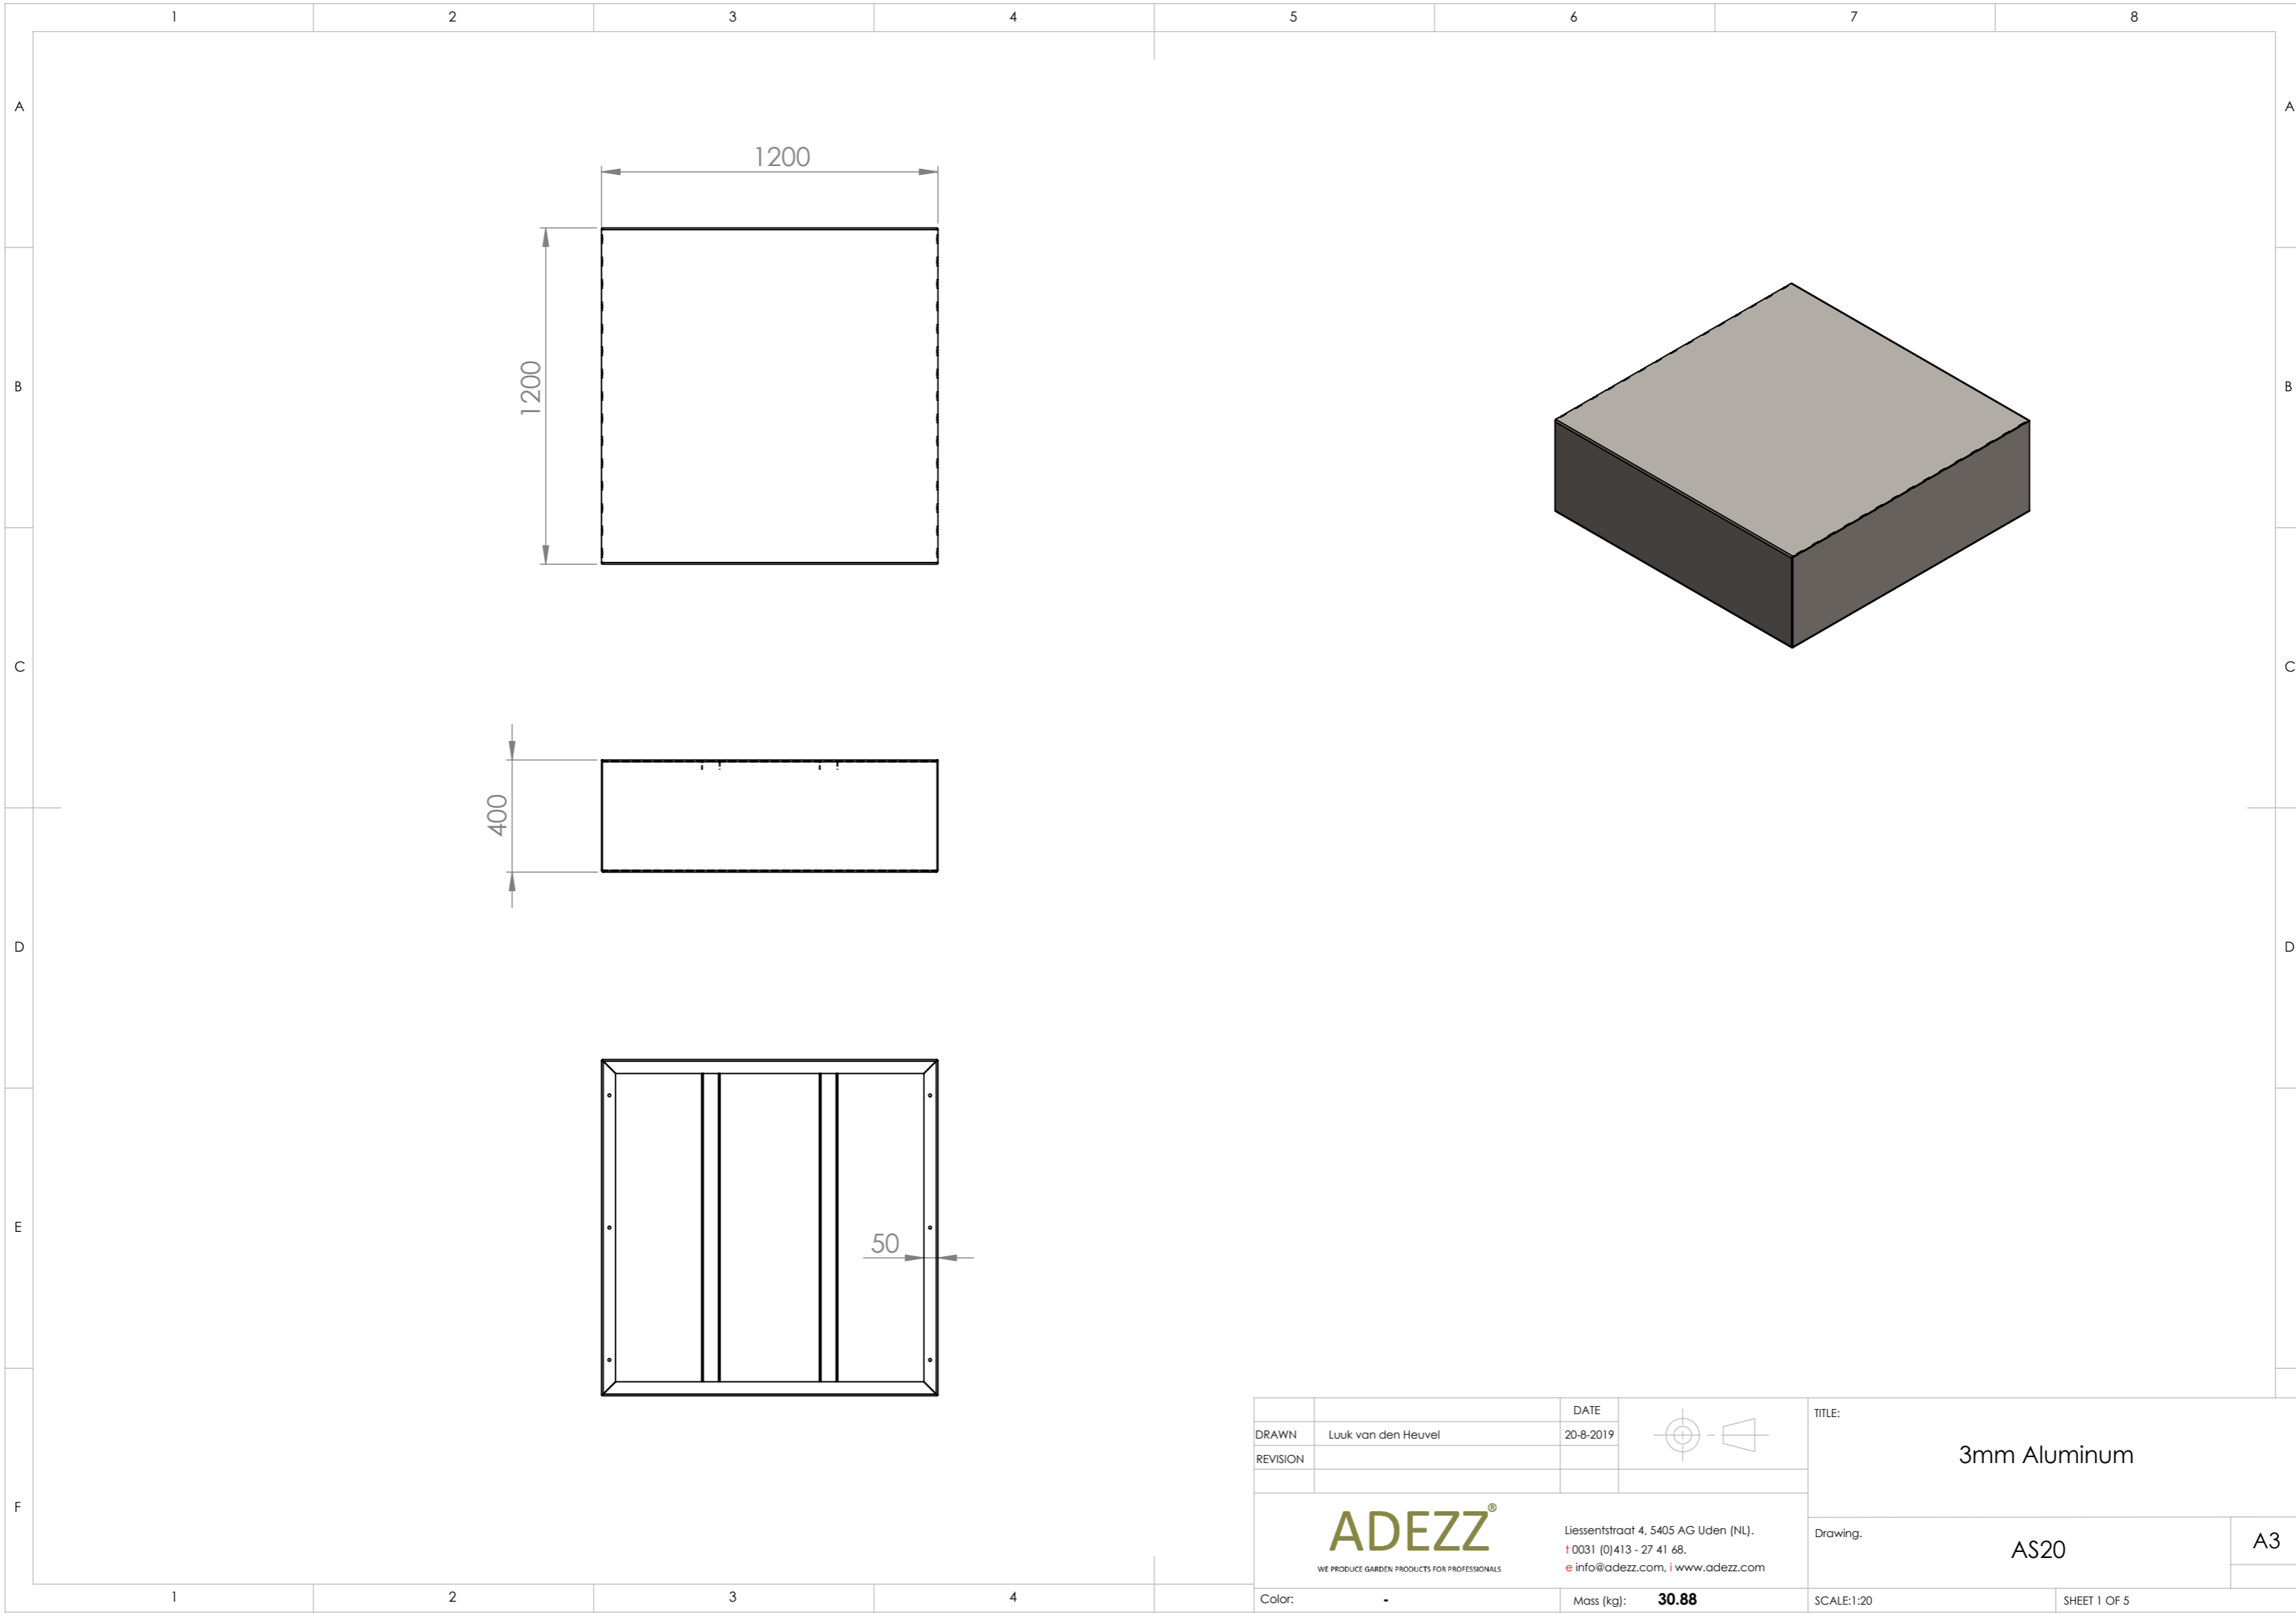 1 2 3 4 5 6 7 8
A A
1200
1200
B B
C C
400
D D
E
50
F
DATE
DRAWN Luuk van den Heuvel 20-8-2019
REVISION
TITLE:
3mm Aluminum
ADEZZ®
WE PRODUCE GARDEN PRODUCTS FOR PROFESSIONALS
Liessentstraat 4, 5405 AG Uden (NL).
t 0031 (0)413 - 27 41 68.
e info@adezz.com, i www.adezz.com
Drawing.
AS20
A3
Color: -
Mass (kg): 30.88
SCALE:1:20
SHEET 1 OF 5
1 2 3 4